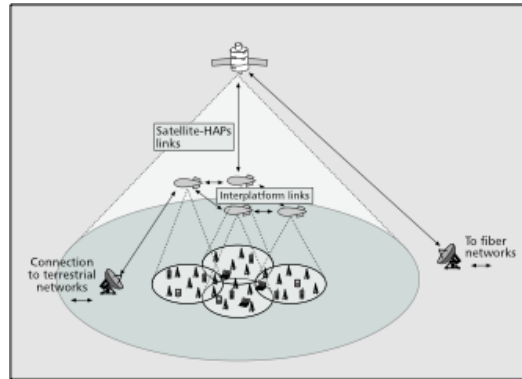 Satellite-HAPs
links
Interplatform links
Connection
to terrestrial
networks
To fiber
networks